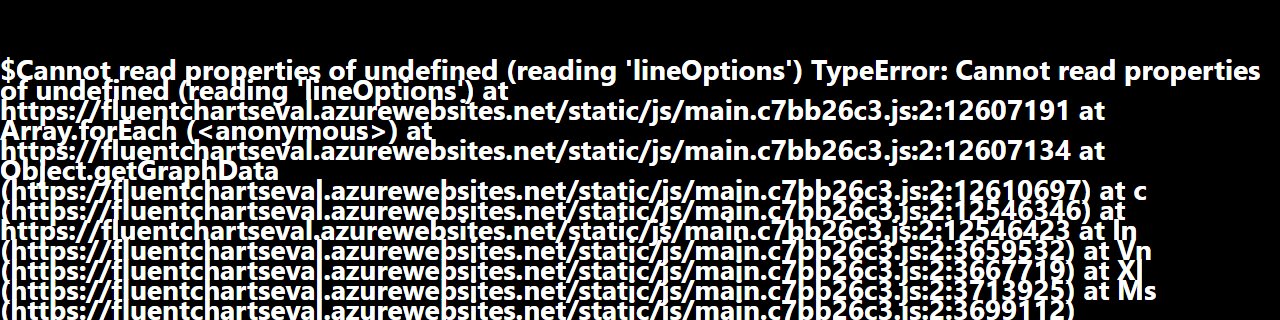 $Cannot read properties of undefined (reading 'lineOptions') TypeError: Cannot read properties
of undefined (reading 'lineOptions') at
https://fluentchartseval.azurewebsites.net/static/js/main.c7bb26c3.js:2:12607191 at
Array.forEach (<anonymous>) at
https://fluentchartseval.azurewebsites.net/static/js/main.c7bb26c3.js:2:12607134 at
Object.getGraphData
(https://fluentchartseval.azurewebsites.net/static/js/main.c7bb26c3.js:2:12610697) at c
(https://fluentchartseval.azurewebsites.net/static/js/main.c7bb26c3.js:2:12546346) at
https://fluentchartseval.azurewebsites.net/static/js/main.c7bb26c3.js:2:12546423 at ln
(https://fluentchartseval.azurewebsites.net/static/js/main.c7bb26c3.js:2:3659532) at Vn
(https://fluentchartseval.azurewebsites.net/static/js/main.c7bb26c3.js:2:3667719) at Xl
(https://fluentchartseval.azurewebsites.net/static/js/main.c7bb26c3.js:2:3713925) at Ms
(https://fluentchartseval.azurewebsites.net/static/js/main.c7bb26c3.js:2:3699112)